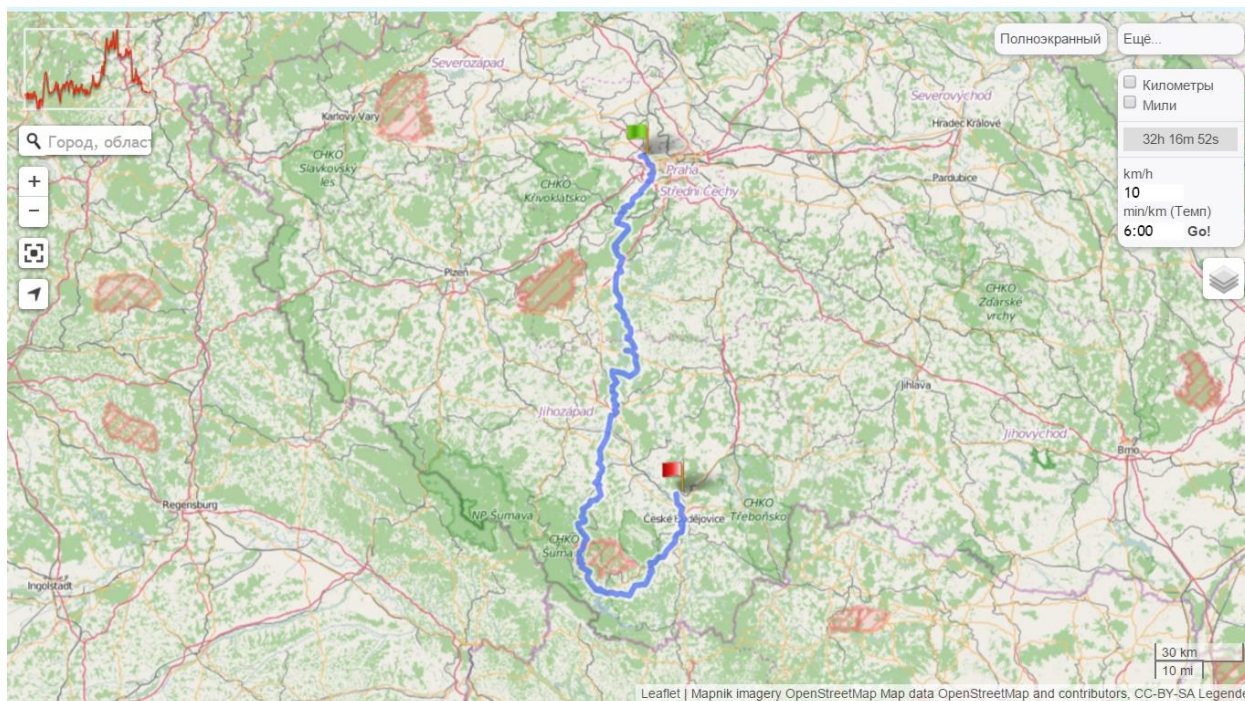 Полноэкранный
Ещё...
Severozápad
Километры
Мили
Город, област
Karlovy Vary
Severovýchod
Hradec Králové
32h 16m 52s
CHKO
Slavkovský
les
Praha
Střední Čechy
CHKO
Křivoklátsko
Pardubice
km/h
10
min/km (Темп)
6:00 Go!
+
−
Plzeň
CHKO
Žďárské
vrchy
Jihlava
Jihozápad
Jihovýchod
Brno
Regensburg
NP Šumava
České Budějovice
CHKO
Třeboňsko
CHKO
Šumava
Ingolstadt
30 km
10 mi
Leaflet | Mapnik imagery OpenStreetMap Map data OpenStreetMap and contributors, CC-BY-SA Legende